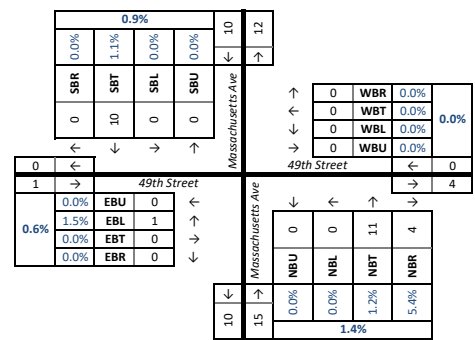 0.9%
10
12
0.0%
1.1%
0.0%
0.0%
↓
↑
SBR
SBT
SBL
SBU
Massachusetts Ave
0
10
0
0
↑ 0 WBR 0.0%
← 0 WBT 0.0%
↓ 0 WBL 0.0%
→ 0 WBU 0.0%
0.0%
← ↓ → ↑
0 ←
49th Street
← 0
1 →
49th Street
→ 4
0.6%
0.0% EBU 0 ←
1.5% EBL 1 ↑
0.0% EBT 0 →
0.0% EBR 0 ↓
Massachusetts Ave
↓ ← ↑ →
0
0
11
4
NBU
NBL
NBT
NBR
↓
↑
10
15
0.0%
0.0%
1.2%
5.4%
1.4%